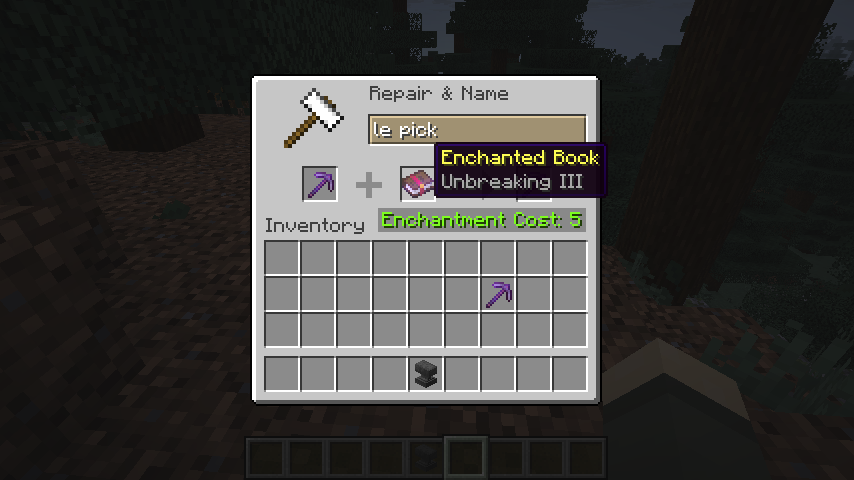 Repair & Name
le pick
Enchanted Book
Unbreaking III
Inventory
Enchantment Cost: 5